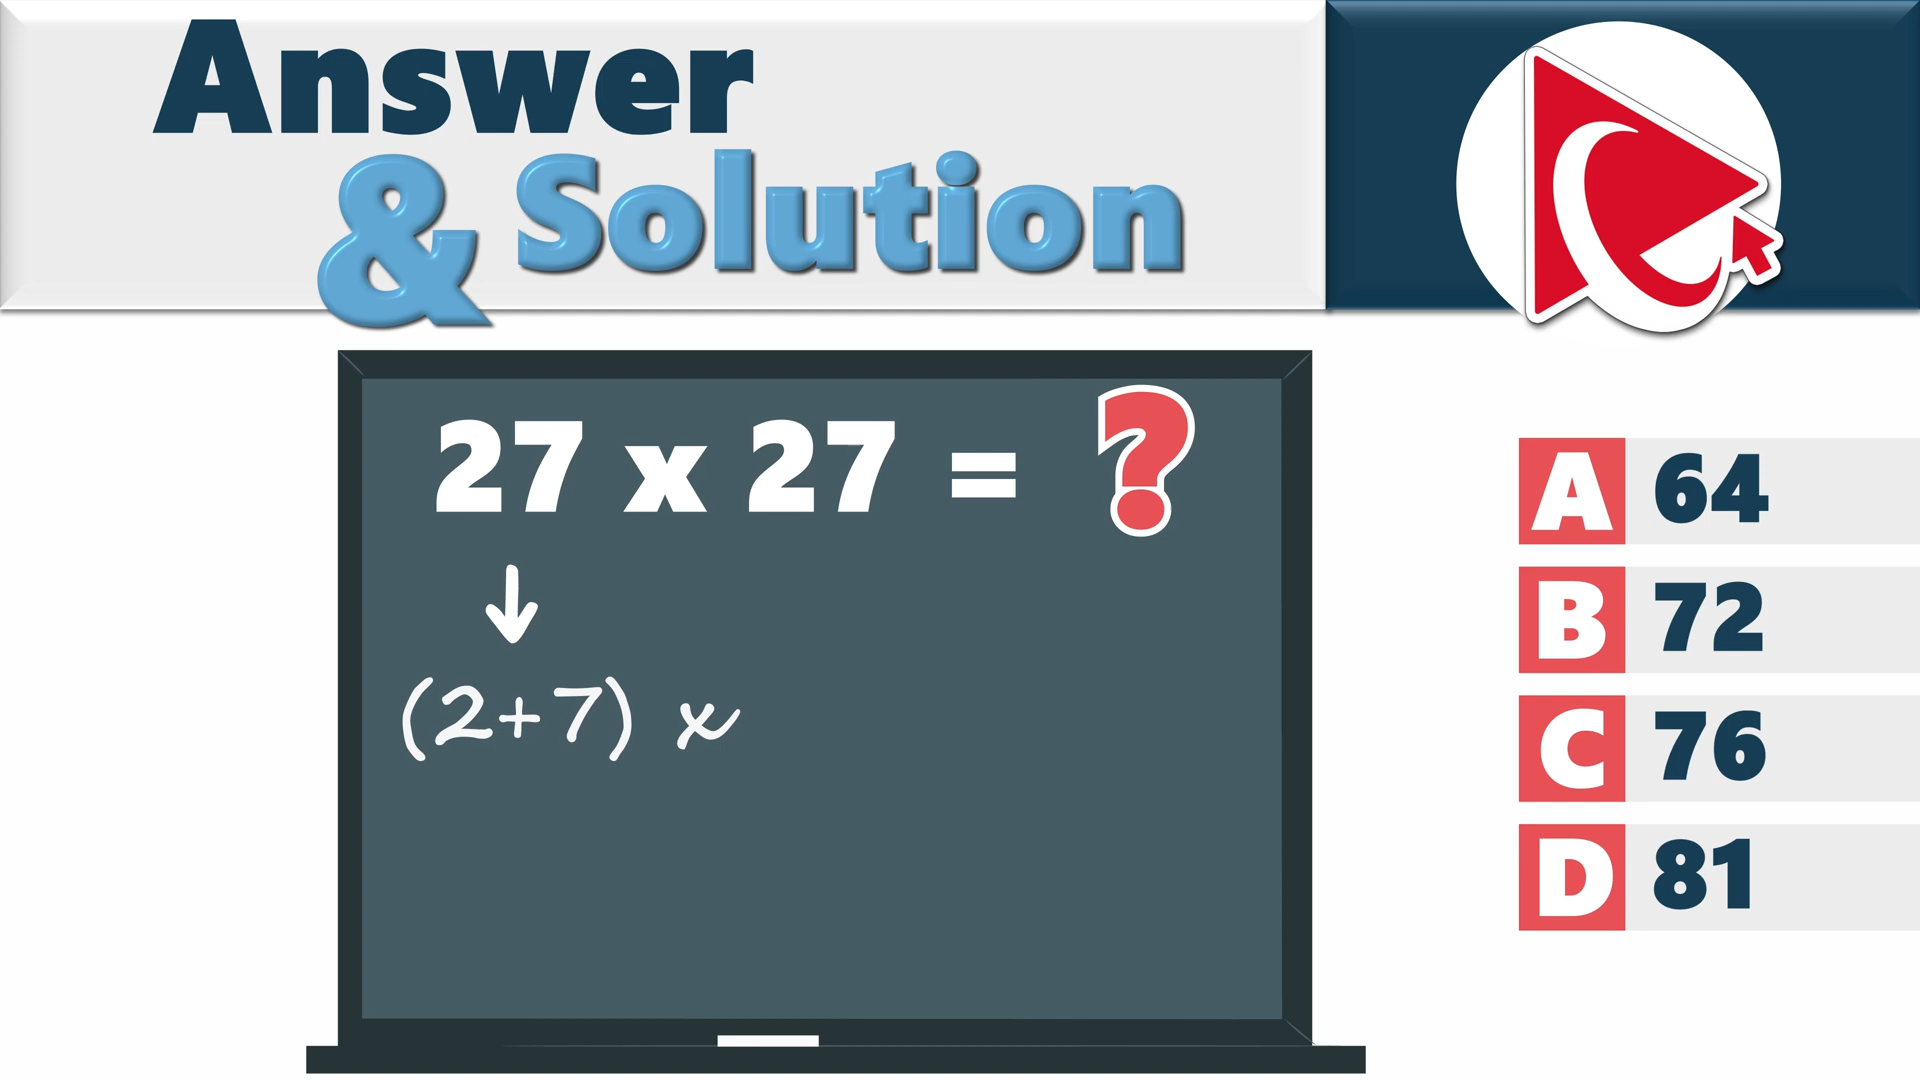 Answer
& Solution
27 x 27 = ?
(2+7) x
A 64
B 72
C 76
D 81